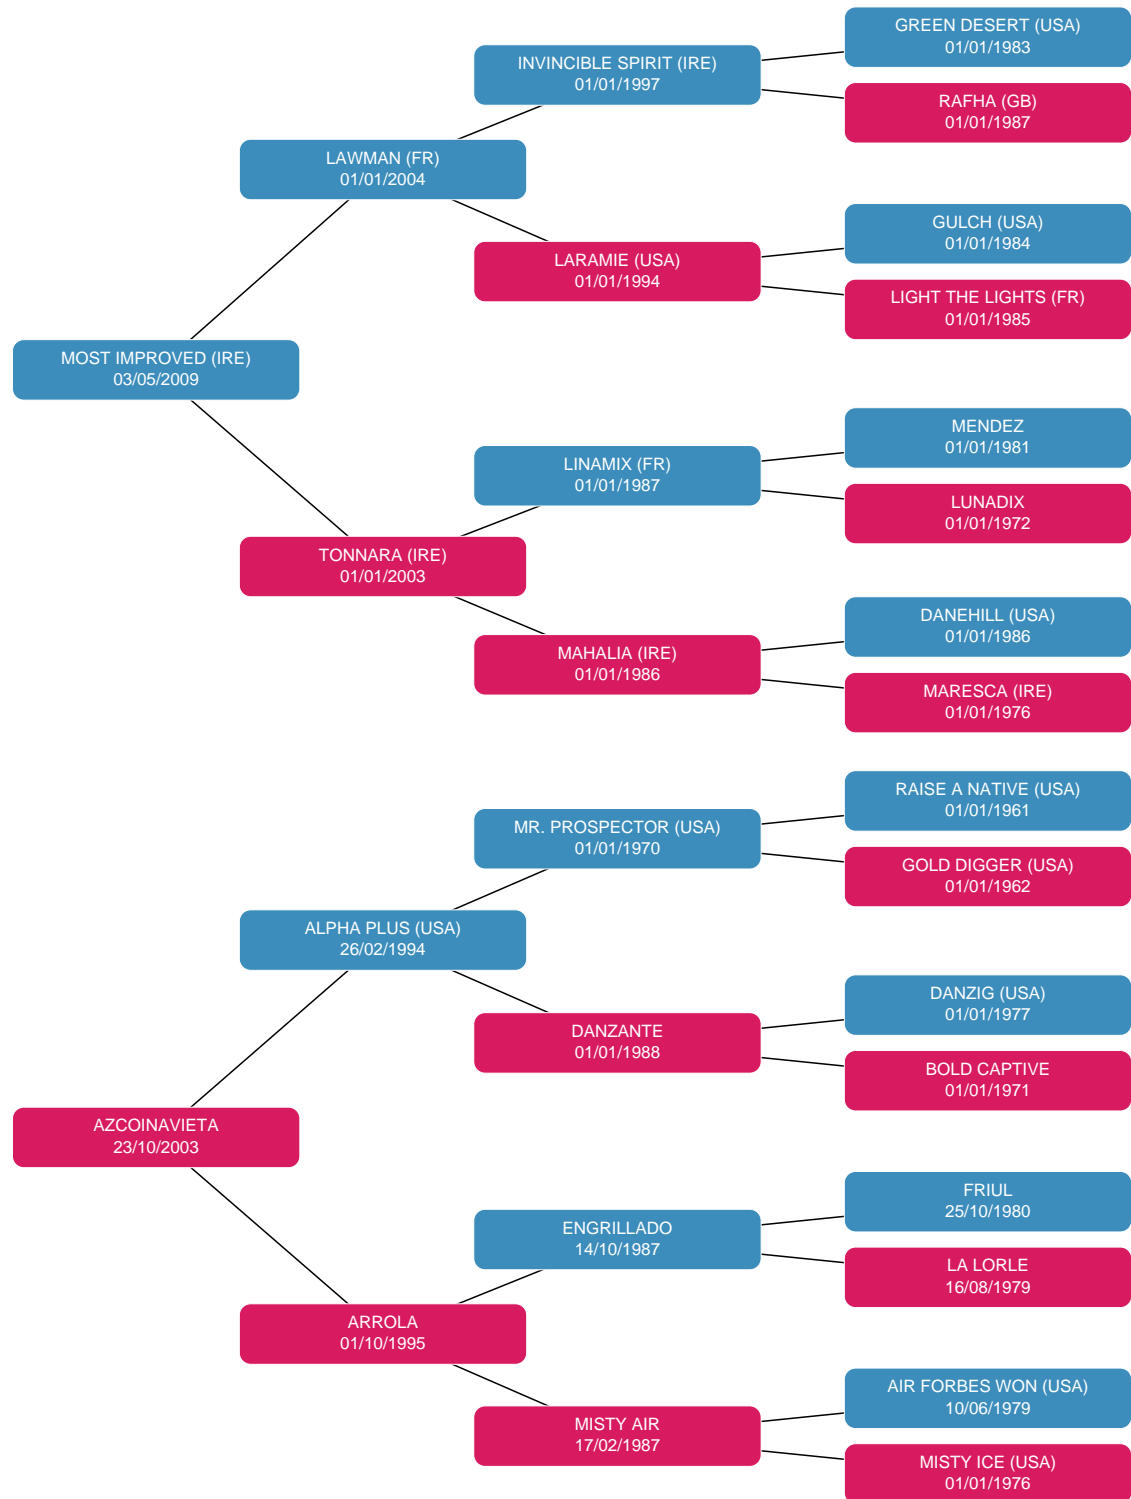 GREEN DESERT (USA)
01/01/1983
INVINCIBLE SPIRIT (IRE)
01/01/1997
RAFHA (GB)
01/01/1987
LAWMAN (FR)
01/01/2004
GULCH (USA)
01/01/1984
LARAMIE (USA)
01/01/1994
LIGHT THE LIGHTS (FR)
01/01/1985
MOST IMPROVED (IRE)
03/05/2009
MENDEZ
01/01/1981
LINAMIX (FR)
01/01/1987
LUNADIX
01/01/1972
TONNARA (IRE)
01/01/2003
DANEHILL (USA)
01/01/1986
MAHALIA (IRE)
01/01/1986
MARESCA (IRE)
01/01/1976
RAISE A NATIVE (USA)
01/01/1961
MR. PROSPECTOR (USA)
01/01/1970
GOLD DIGGER (USA)
01/01/1962
ALPHA PLUS (USA)
26/02/1994
DANZIG (USA)
01/01/1977
DANZANTE
01/01/1988
BOLD CAPTIVE
01/01/1971
AZCOINAVIETA
23/10/2003
FRIUL
25/10/1980
ENGRILLADO
14/10/1987
LA LORLE
16/08/1979
ARROLA
01/10/1995
AIR FORBES WON (USA)
10/06/1979
MISTY AIR
17/02/1987
MISTY ICE (USA)
01/01/1976